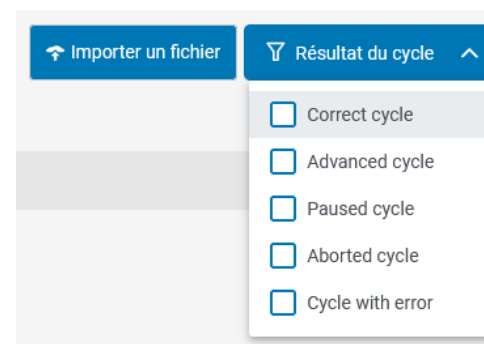 Importer un fichier
Résultat du cycle
Correct cycle
Advanced cycle
Paused cycle
Aborted cycle
Cycle with error